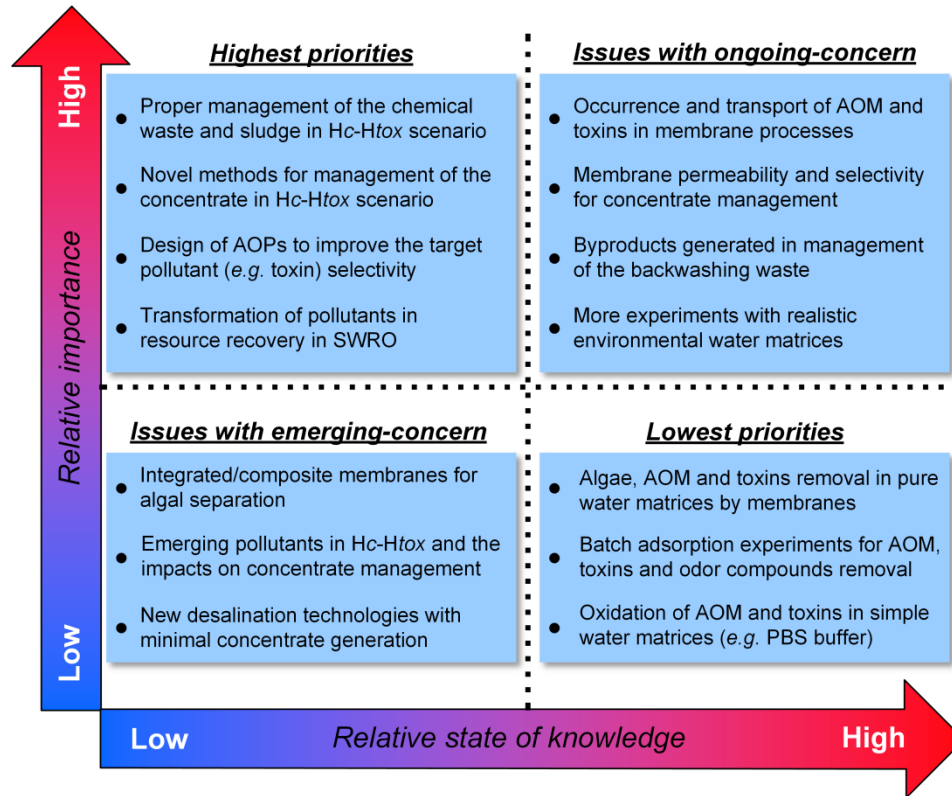 Highest priorities
● Proper management of the chemical
waste and sludge in Hc-Htox scenario
● Novel methods for management of the
concentrate in Hc-Htox scenario
● Design of AOPs to improve the target
pollutant (e.g. toxin) selectivity
● Transformation of pollutants in
resource recovery in SWRO
Issues with ongoing-concern
● Occurrence and transport of AOM and
toxins in membrane processes
● Membrane permeability and selectivity
for concentrate management
● Byproducts generated in management
of the backwashing waste
● More experiments with realistic
environmental water matrices
Issues with emerging-concern
● Integrated/composite membranes for
algal separation
● Emerging pollutants in Hc-Htox and the
impacts on concentrate management
● New desalination technologies with
minimal concentrate generation
Lowest priorities
● Algae, AOM and toxins removal in pure
water matrices by membranes
● Batch adsorption experiments for AOM,
toxins and odor compounds removal
● Oxidation of AOM and toxins in simple
water matrices (e.g. PBS buffer)
High
Relative importance
Low
Low
Relative state of knowledge
High